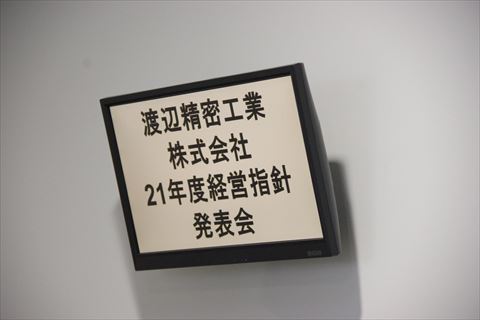 渡辺精密工業
株式会社
21年度経営指針
発表会